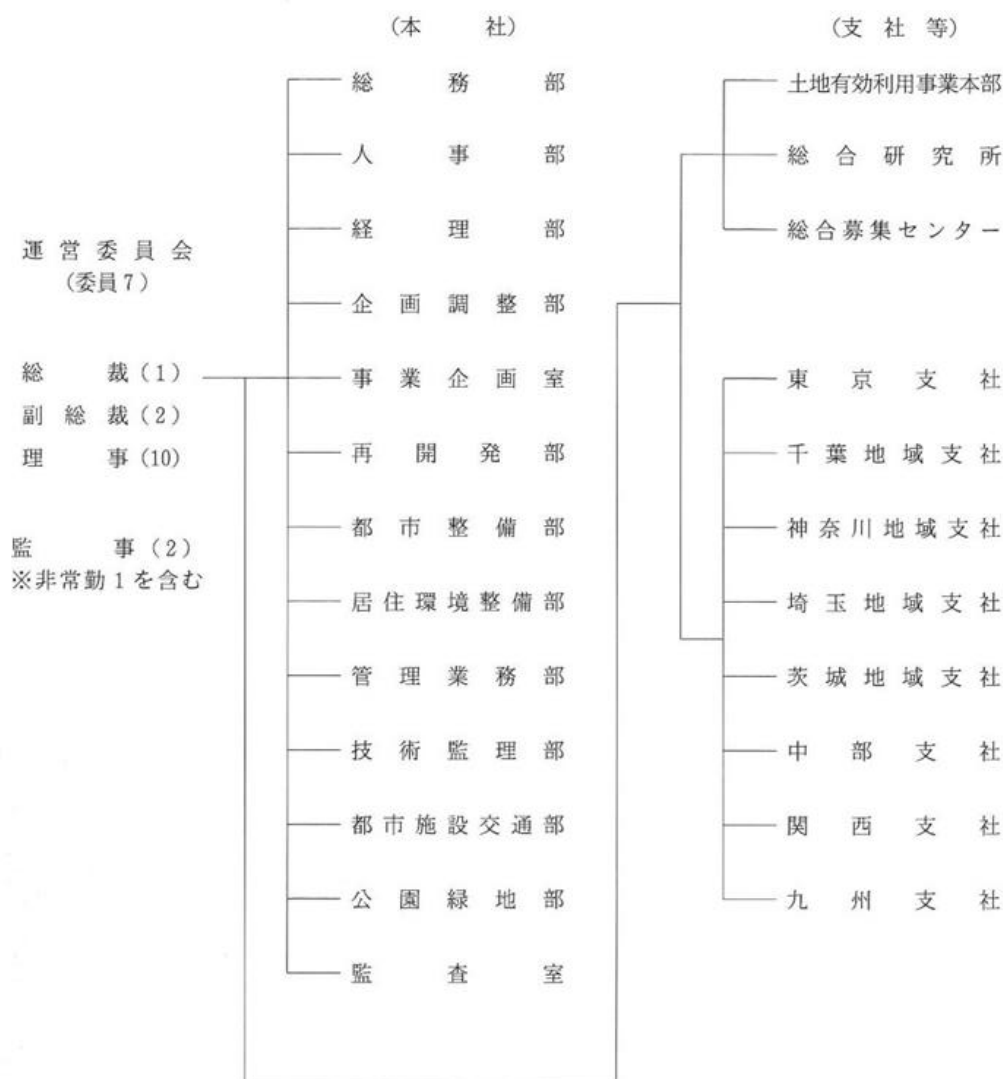 (本社)
総務部
人事部
経理部
企画調整部
事業企画室
再開発部
都市整備部
居住環境整備部
管理業務部
技術監理部
都市施設交通部
公園緑地部
監査室
運営委員会
(委員7)
総裁(1)
副総裁(2)
理事(10)
監事(2)
※非常勤1を含む
(支社等)
土地有効利用事業本部
総合研究所
総合募集センター
東京支社
千葉地域支社
神奈川地域支社
埼玉地域支社
茨城地域支社
中部支社
関西支社
九州支社